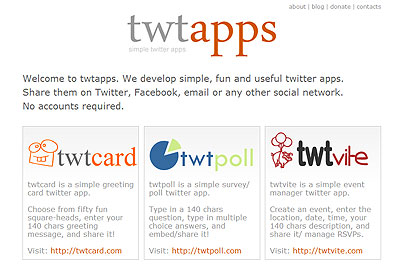 about | blog | donate | contacts
twtapps
simple twitter apps
Welcome to twtapps. We develop simple, fun and useful twitter apps.
Share them on Twitter, Facebook, email or any other social network.
No accounts required.
twtcard
twtcard is a simple greeting
card twitter app.
Choose from fifty fun
square-heads, enter your
140 chars greeting
message, and share it!
Visit: http://twtcard.com
twtpoll
twtpoll is a simple survey/
poll twitter app.
Type in a 140 chars
question, type in multiple
choice answers, and
embed/share it!
Visit: http://twtpoll.com
twtvite
twtvite is a simple event
manager twitter app.
Create an event, enter the
location, date, time, your
140 chars description, and
share it/ manage RSVPs.
Visit: http://twtvite.com